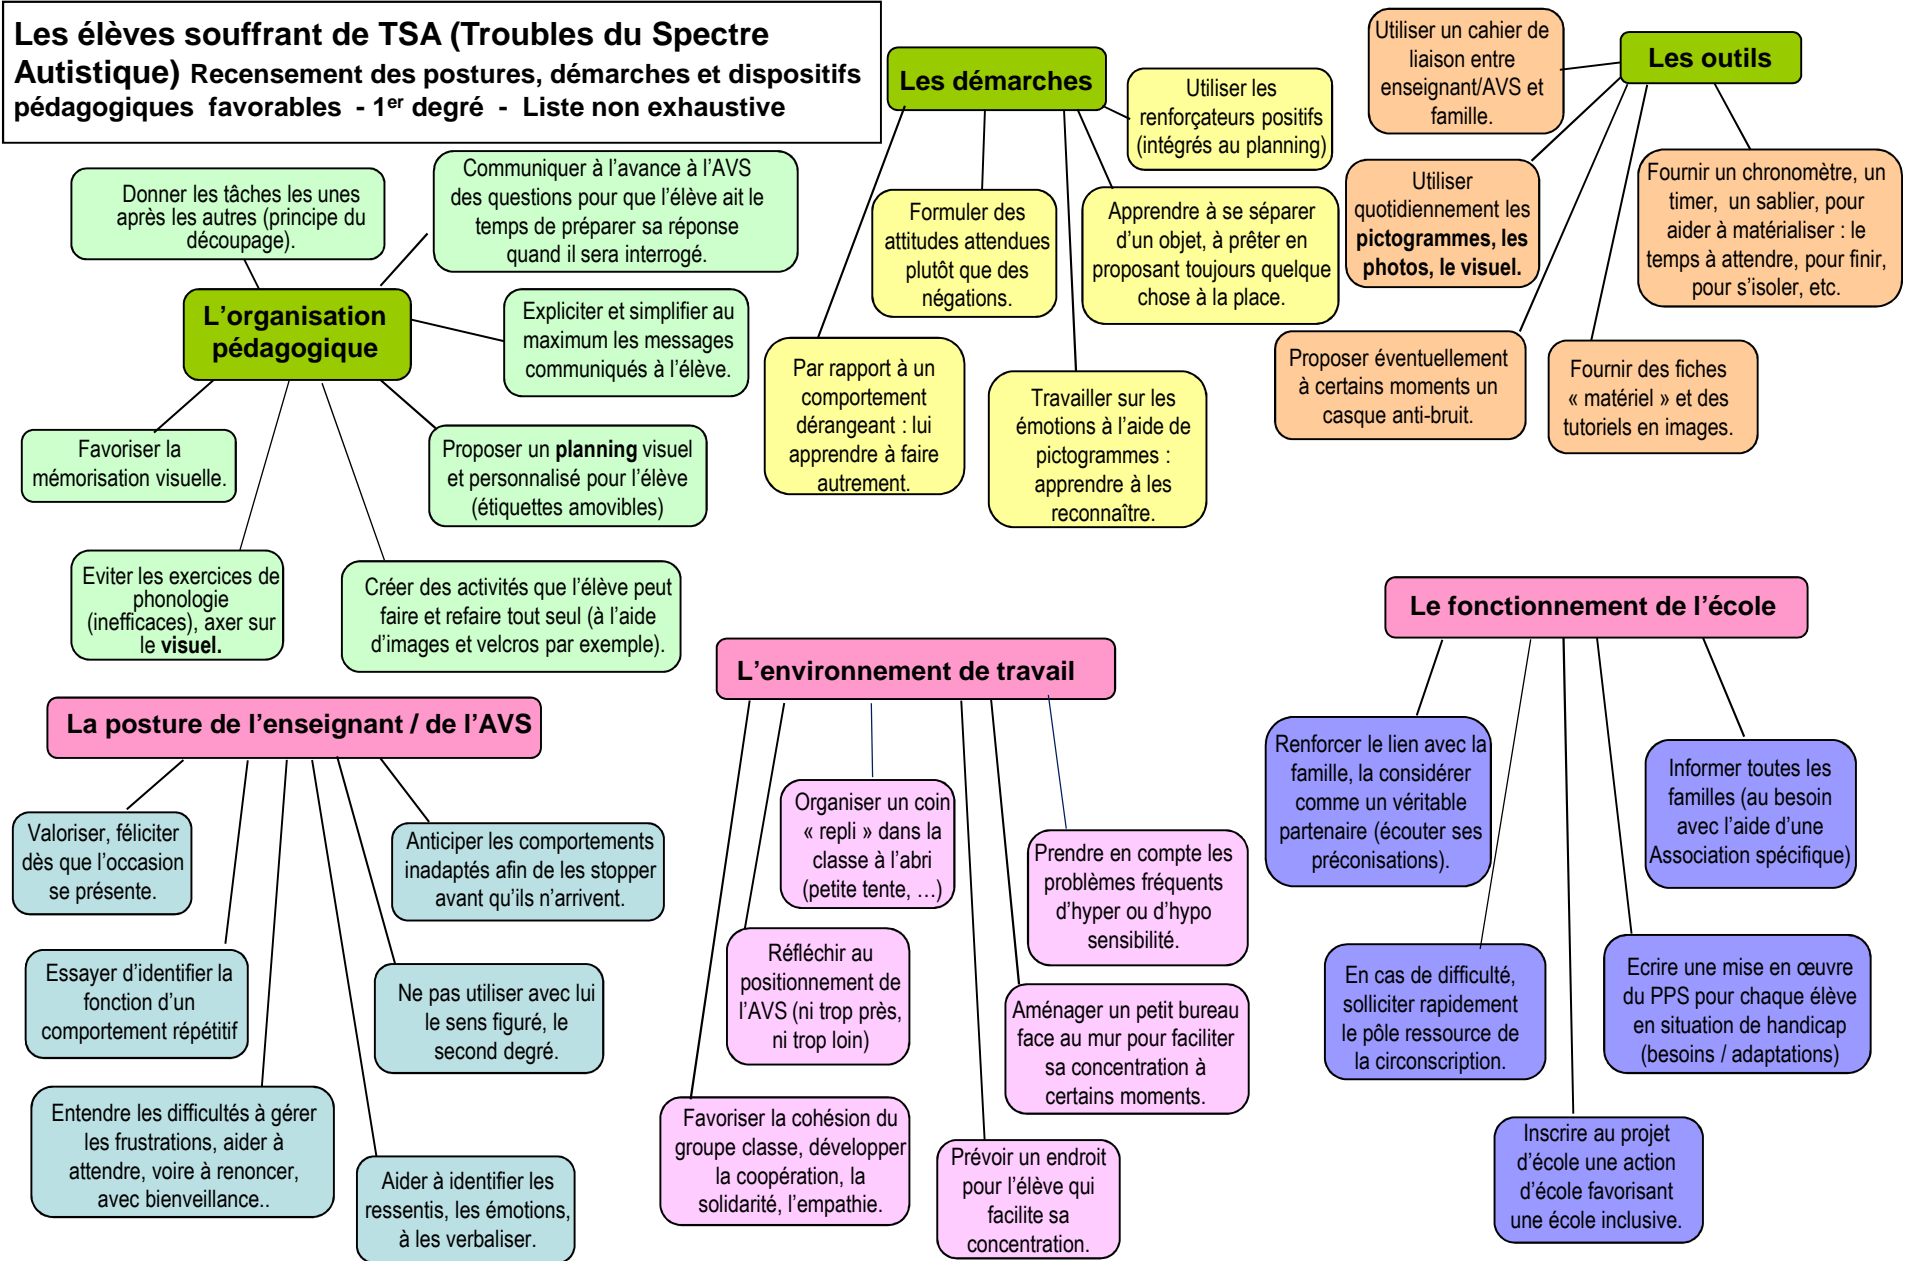 Les élèves souffrant de TSA (Troubles du Spectre
Autistique) Recensement des postures, démarches et dispositifs
pédagogiques  favorables  - 1er degré  -  Liste non exhaustive
L'organisation
pédagogique
Donner les tâches les unes
après les autres (principe du
découpage).
Communiquer à l'avance à l'AVS
des questions pour que l'élève ait le
temps de préparer sa réponse
quand il sera interrogé.
Expliciter et simplifier au
maximum les messages
communiqués à l'élève.
Favoriser la
mémorisation visuelle.
Proposer un planning visuel
et personnalisé pour l'élève
(étiquettes amovibles)
Eviter les exercices de
phonologie
(inefficaces), axer sur
le visuel.
Créer des activités que l'élève peut
faire et refaire tout seul (à l'aide
d'images et velcros par exemple).
Les démarches
Utiliser les
renforçateurs positifs
(intégrés au planning)
Formuler des
attitudes attendues
plutôt que des
négations.
Apprendre à se séparer
d'un objet, à prêter en
proposant toujours quelque
chose à la place.
Par rapport à un
comportement
dérangeant : lui
apprendre à faire
autrement.
Travailler sur les
émotions à l'aide de
pictogrammes :
apprendre à les
reconnaître.
Les outils
Utiliser un cahier de
liaison entre
enseignant/AVS et
famille.
Utiliser
quotidiennement les
pictogrammes, les
photos, le visuel.
Fournir un chronomètre, un
timer,  un sablier, pour
aider à matérialiser : le
temps à attendre, pour finir,
pour s'isoler, etc.
Proposer éventuellement
à certains moments un
casque anti-bruit.
Fournir des fiches
« matériel » et des
tutoriels en images.
La posture de l'enseignant / de l'AVS
Valoriser, féliciter
dès que l'occasion
se présente.
Anticiper les comportements
inadaptés afin de les stopper
avant qu'ils n'arrivent.
Essayer d'identifier la
fonction d'un
comportement répétitif
Ne pas utiliser avec lui
le sens figuré, le
second degré.
Entendre les difficultés à gérer
les frustrations, aider à
attendre, voire à renoncer,
avec bienveillance..
Aider à identifier les
ressentis, les émotions,
à les verbaliser.
L'environnement de travail
Organiser un coin
« repli » dans la
classe à l'abri
(petite tente, …)
Prendre en compte les
problèmes fréquents
d'hyper ou d'hypo
sensibilité.
Réfléchir au
positionnement de
l'AVS (ni trop près,
ni trop loin)
Aménager un petit bureau
face au mur pour faciliter
sa concentration à
certains moments.
Favoriser la cohésion du
groupe classe, développer
la coopération, la
solidarité, l'empathie.
Prévoir un endroit
pour l'élève qui
facilite sa
concentration.
Le fonctionnement de l'école
Renforcer le lien avec la
famille, la considérer
comme un véritable
partenaire (écouter ses
préconisations).
Informer toutes les
familles (au besoin
avec l'aide d'une
Association spécifique)
En cas de difficulté,
solliciter rapidement
le pôle ressource de
la circonscription.
Ecrire une mise en œuvre
du PPS pour chaque élève
en situation de handicap
(besoins / adaptations)
Inscrire au projet
d'école une action
d'école favorisant
une école inclusive.